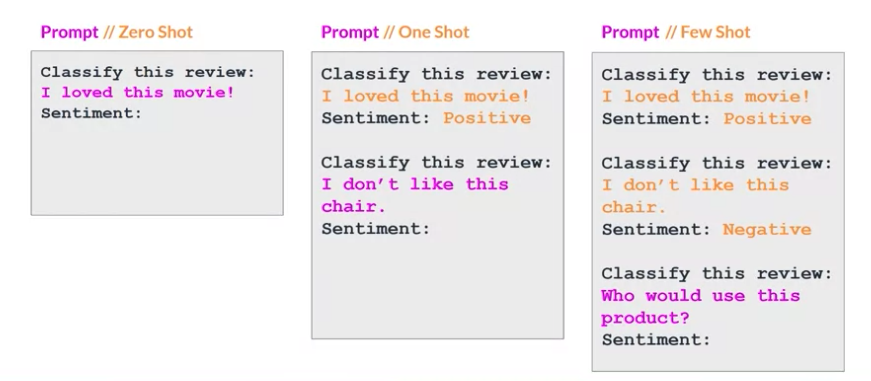 Prompt // Zero Shot
Classify this review:
I loved this movie!
Sentiment:
Prompt // One Shot
Classify this review:
I loved this movie!
Sentiment: Positive
Classify this review:
I don't like this
chair.
Sentiment:
Prompt // Few Shot
Classify this review:
I loved this movie!
Sentiment: Positive
Classify this review:
I don't like this
chair.
Sentiment: Negative
Classify this review:
Who would use this
product?
Sentiment: